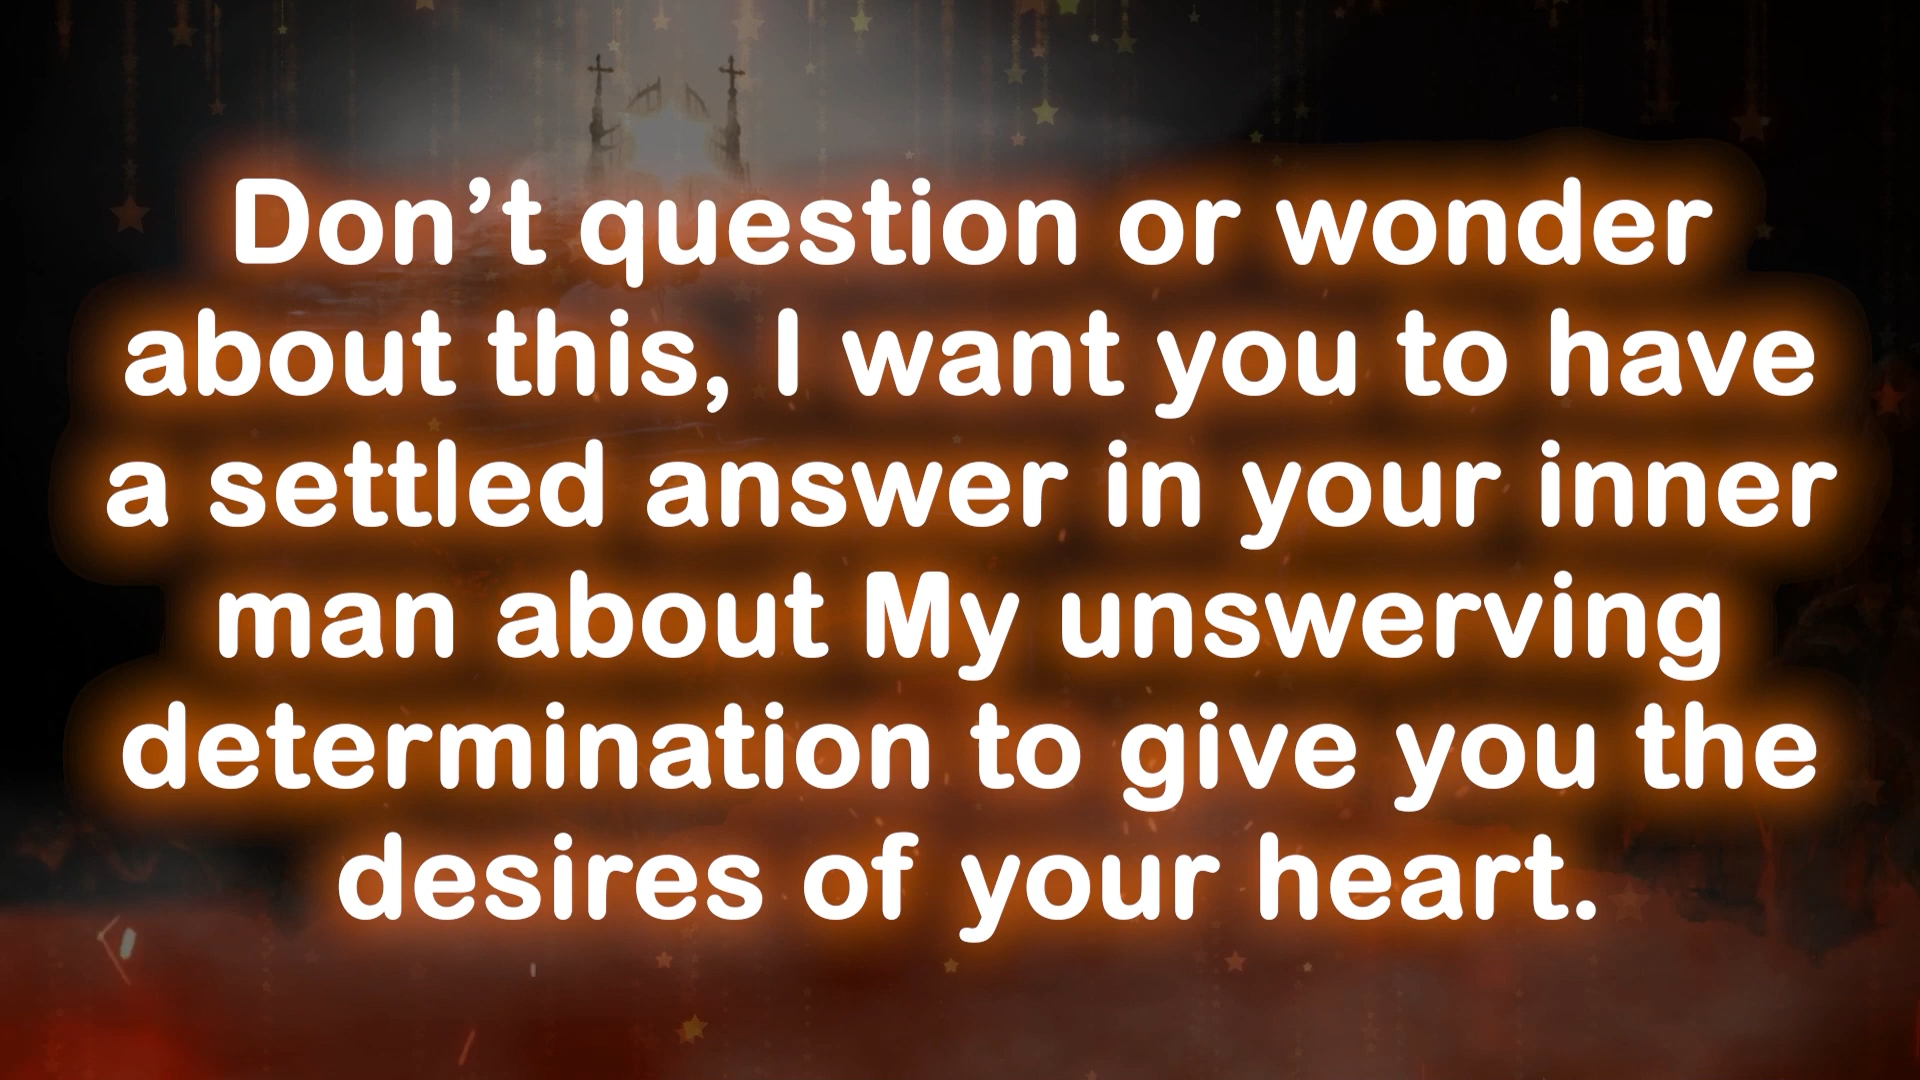 Don’t question or wonder
about this, I want you to have
a settled answer in your inner
man about My unswerving
determination to give you the
desires of your heart.